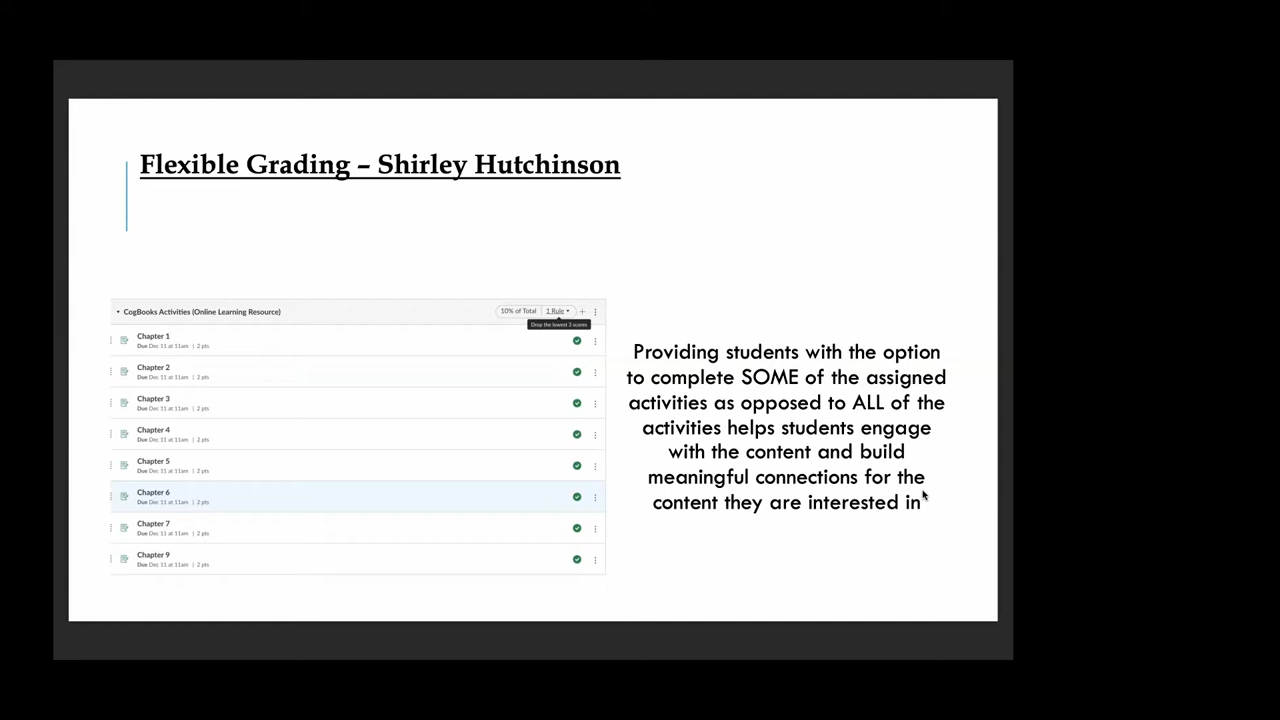 Flexible Grading – Shirley Hutchinson
CogBooks Activities (Online Learning Resource)
10% of Total
1 Rule
Drop the lowest 3 scores
Chapter 1
Due Dec 11 at 11am | 2 pts
Chapter 2
Due Dec 11 at 11am | 2 pts
Chapter 3
Due Dec 11 at 11am | 2 pts
Chapter 4
Due Dec 11 at 11am | 2 pts
Chapter 5
Due Dec 11 at 11am | 2 pts
Chapter 6
Due Dec 11 at 11am | 2 pts
Chapter 7
Due Dec 11 at 11am | 2 pts
Chapter 9
Due Dec 11 at 11am | 2 pts
Providing students with the option
to complete SOME of the assigned
activities as opposed to ALL of the
activities helps students engage
with the content and build
meaningful connections for the
content they are interested in